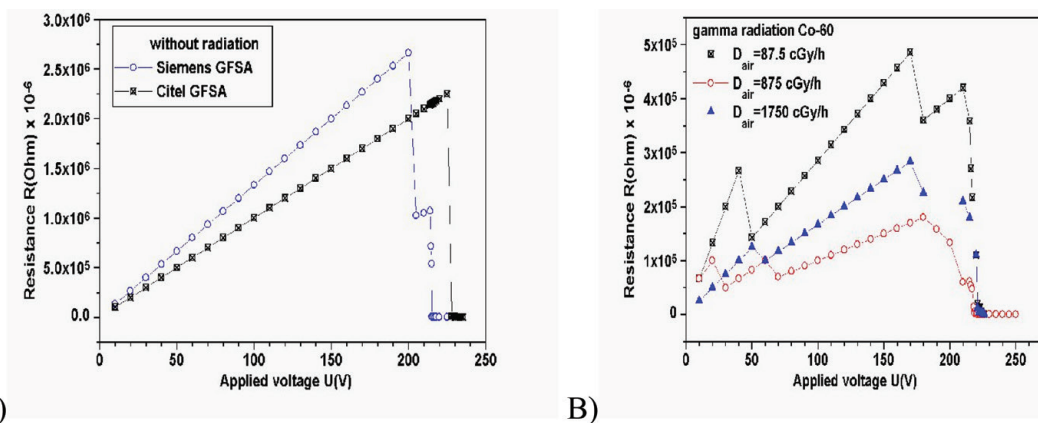 without radiation
Siemens GFSA
Citel GFSA
3.0x10⁶
2.5x10⁶
2.0x10⁶
1.5x10⁶
1.0x10⁶
5.0x10⁵
0.0
Resistance R(Ohm) x 10⁻⁶
0 50 100 150 200 250
Applied voltage U(V)
)
B)
gamma radiation Co-60
D_air=87.5 cGy/h
D_air=875 cGy/h
D_air=1750 cGy/h
5x10⁵
4x10⁵
3x10⁵
2x10⁵
1x10⁵
0
Resistance R(Ohm) x 10⁻⁶
0 50 100 150 200 250
Applied voltage U(V)